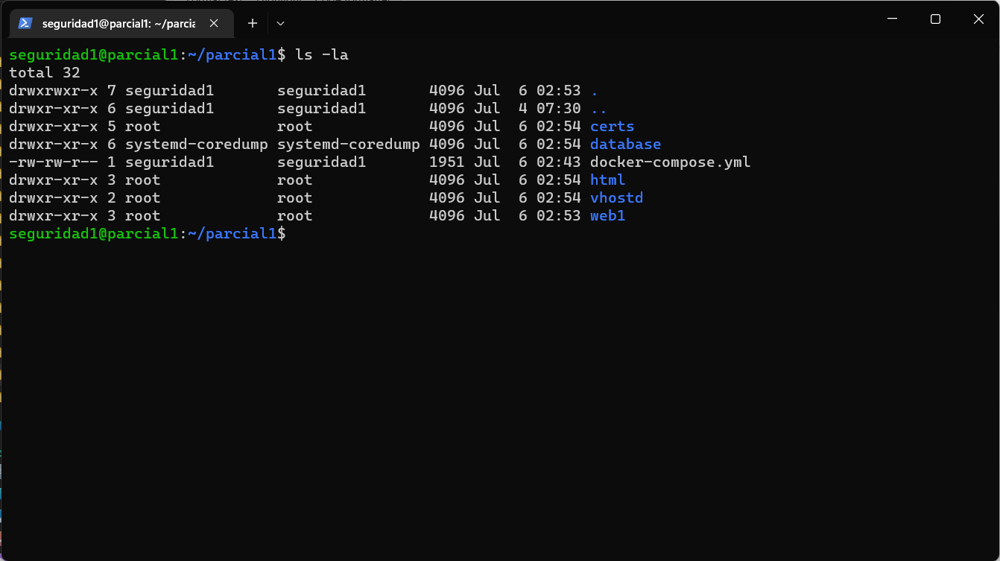 seguridad1@parcial1: ~/parcia
seguridad1@parcial1:~/parcial1$ ls -la
total 32
drwxrwxr-x 7 seguridad1       seguridad1       4096 Jul  6 02:53 .
drwxr-xr-x 6 seguridad1       seguridad1       4096 Jul  4 07:30 ..
drwxr-xr-x 5 root             root             4096 Jul  6 02:54 certs
drwxr-xr-x 6 systemd-coredump systemd-coredump 4096 Jul  6 02:54 database
-rw-rw-r-- 1 seguridad1       seguridad1       1951 Jul  6 02:43 docker-compose.yml
drwxr-xr-x 3 root             root             4096 Jul  6 02:54 html
drwxr-xr-x 2 root             root             4096 Jul  6 02:54 vhostd
drwxr-xr-x 3 root             root             4096 Jul  6 02:53 web1
seguridad1@parcial1:~/parcial1$